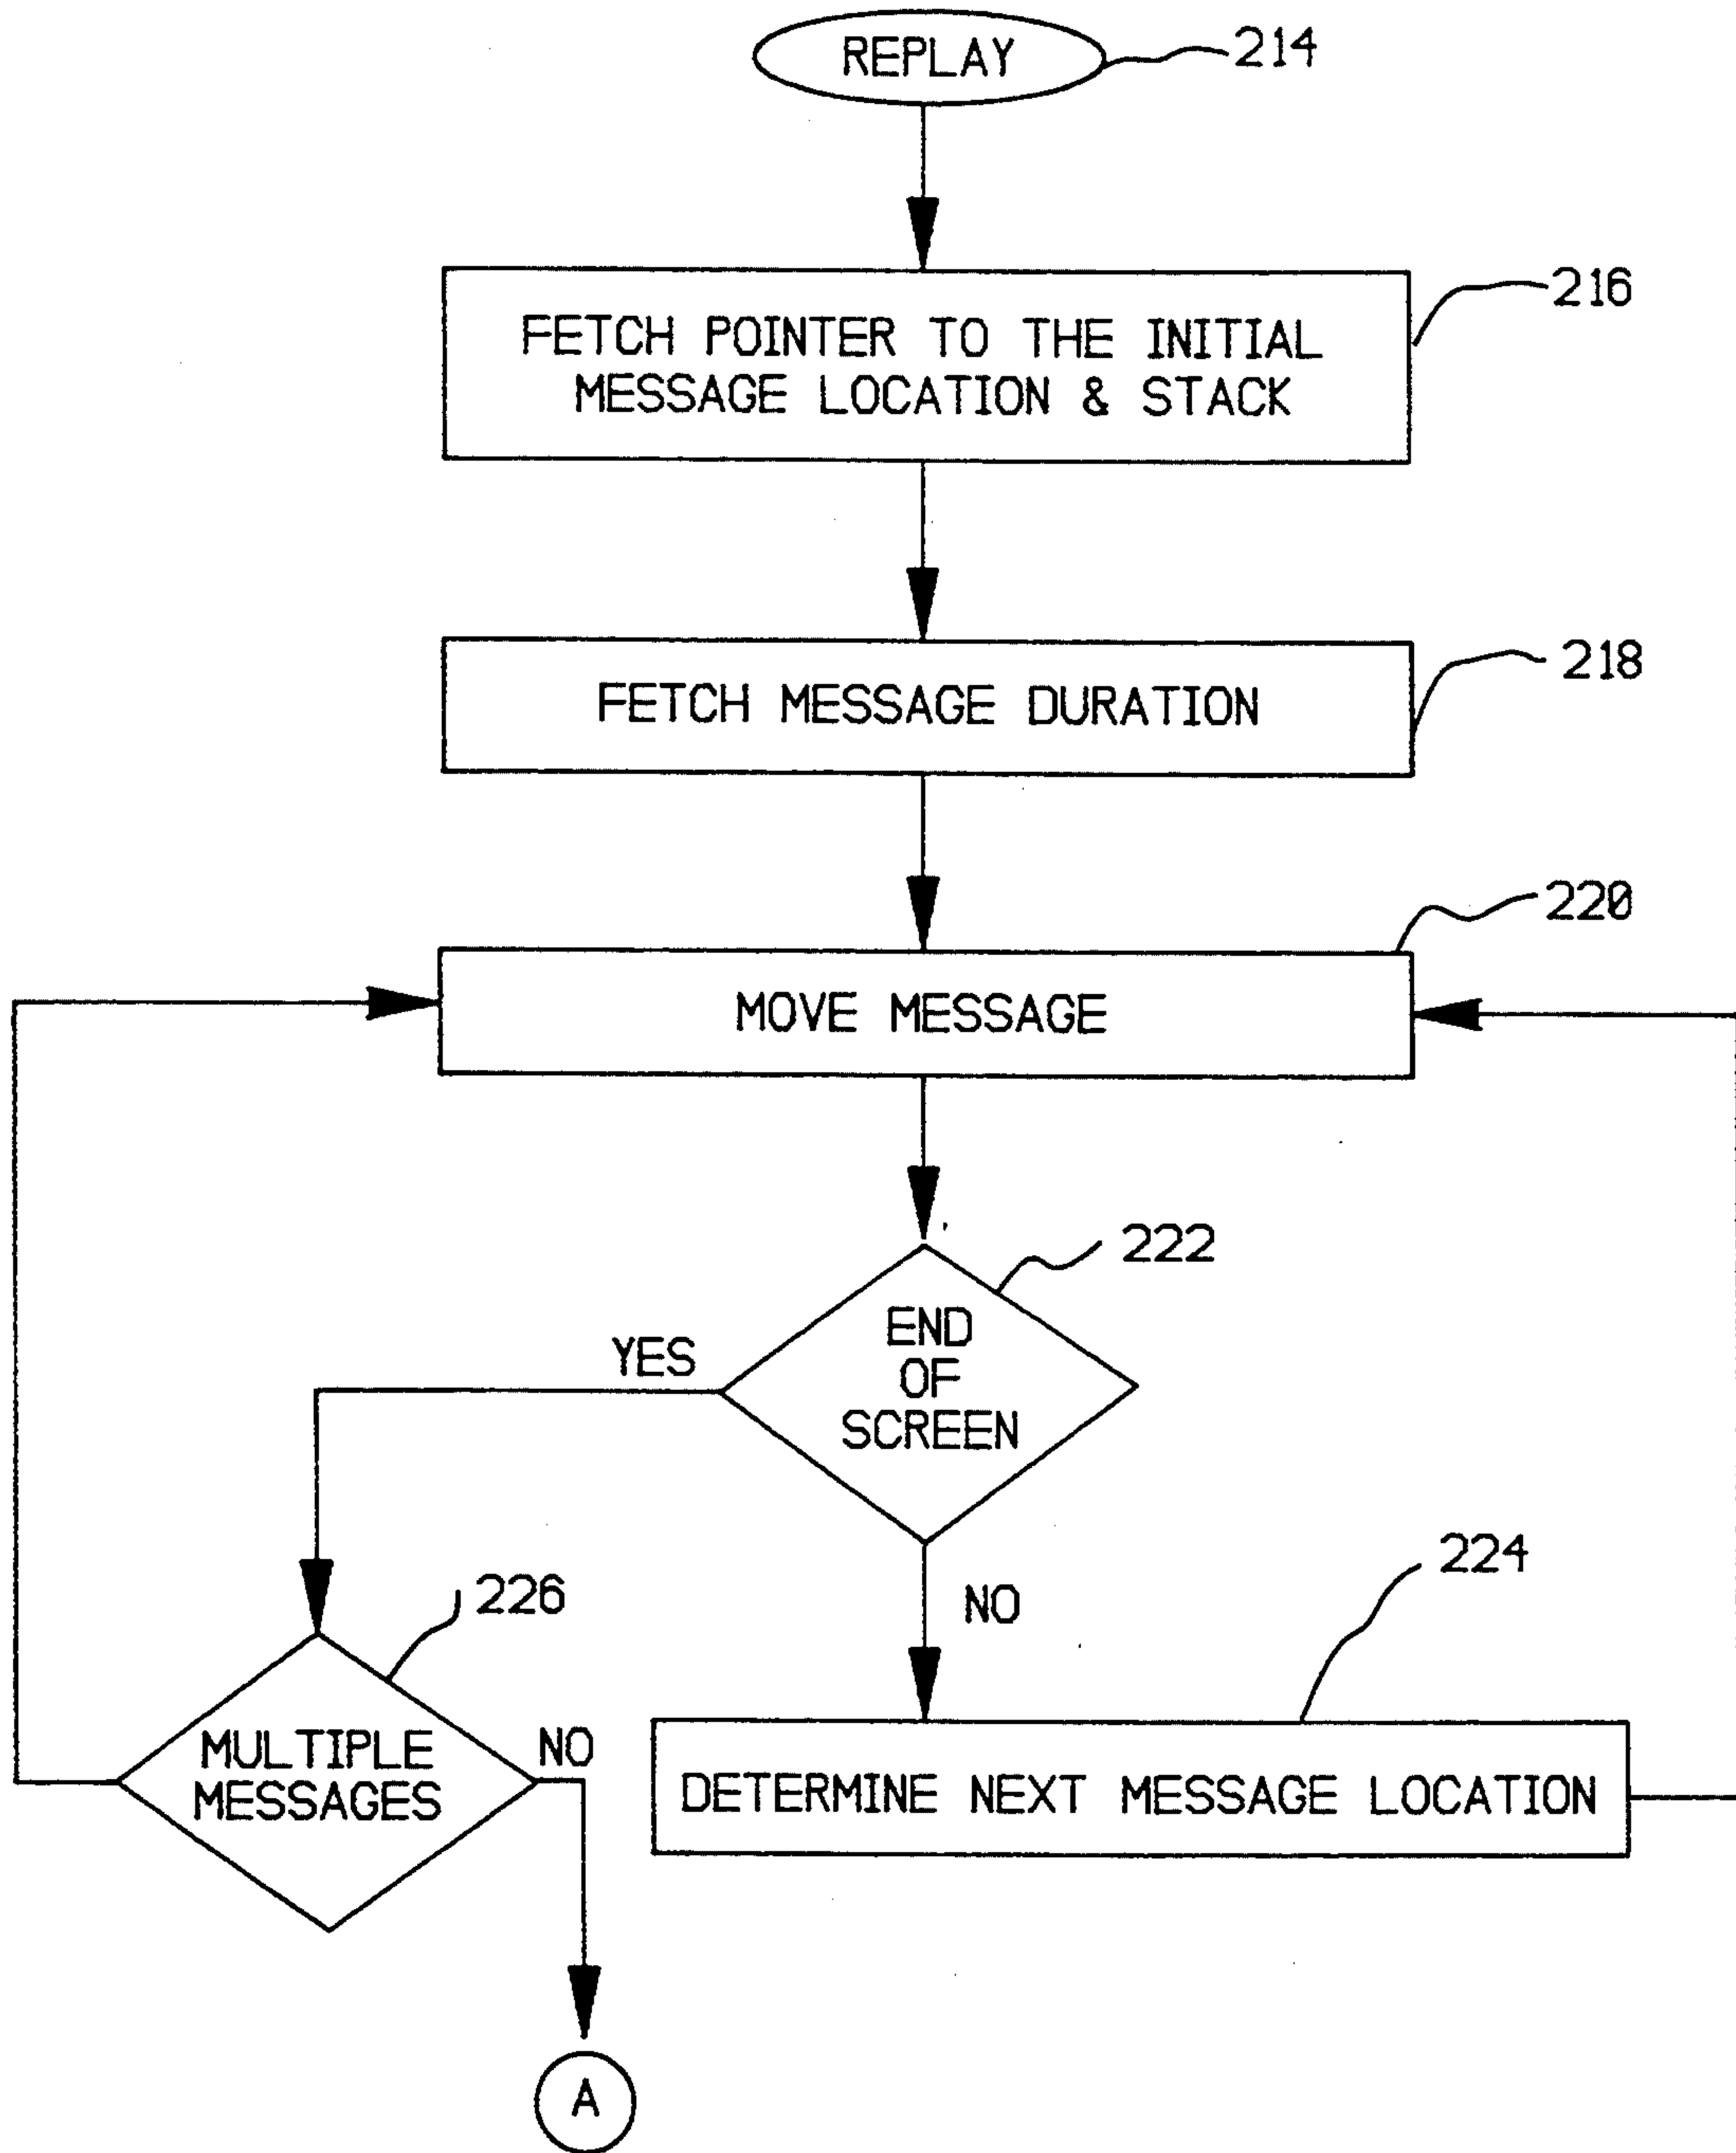 REPLAY
214
FETCH POINTER TO THE INITIAL
MESSAGE LOCATION & STACK
216
FETCH MESSAGE DURATION
218
220
MOVE MESSAGE
222
END
OF
SCREEN
YES
NO
224
226
MULTIPLE
MESSAGES
NO
DETERMINE NEXT MESSAGE LOCATION
A